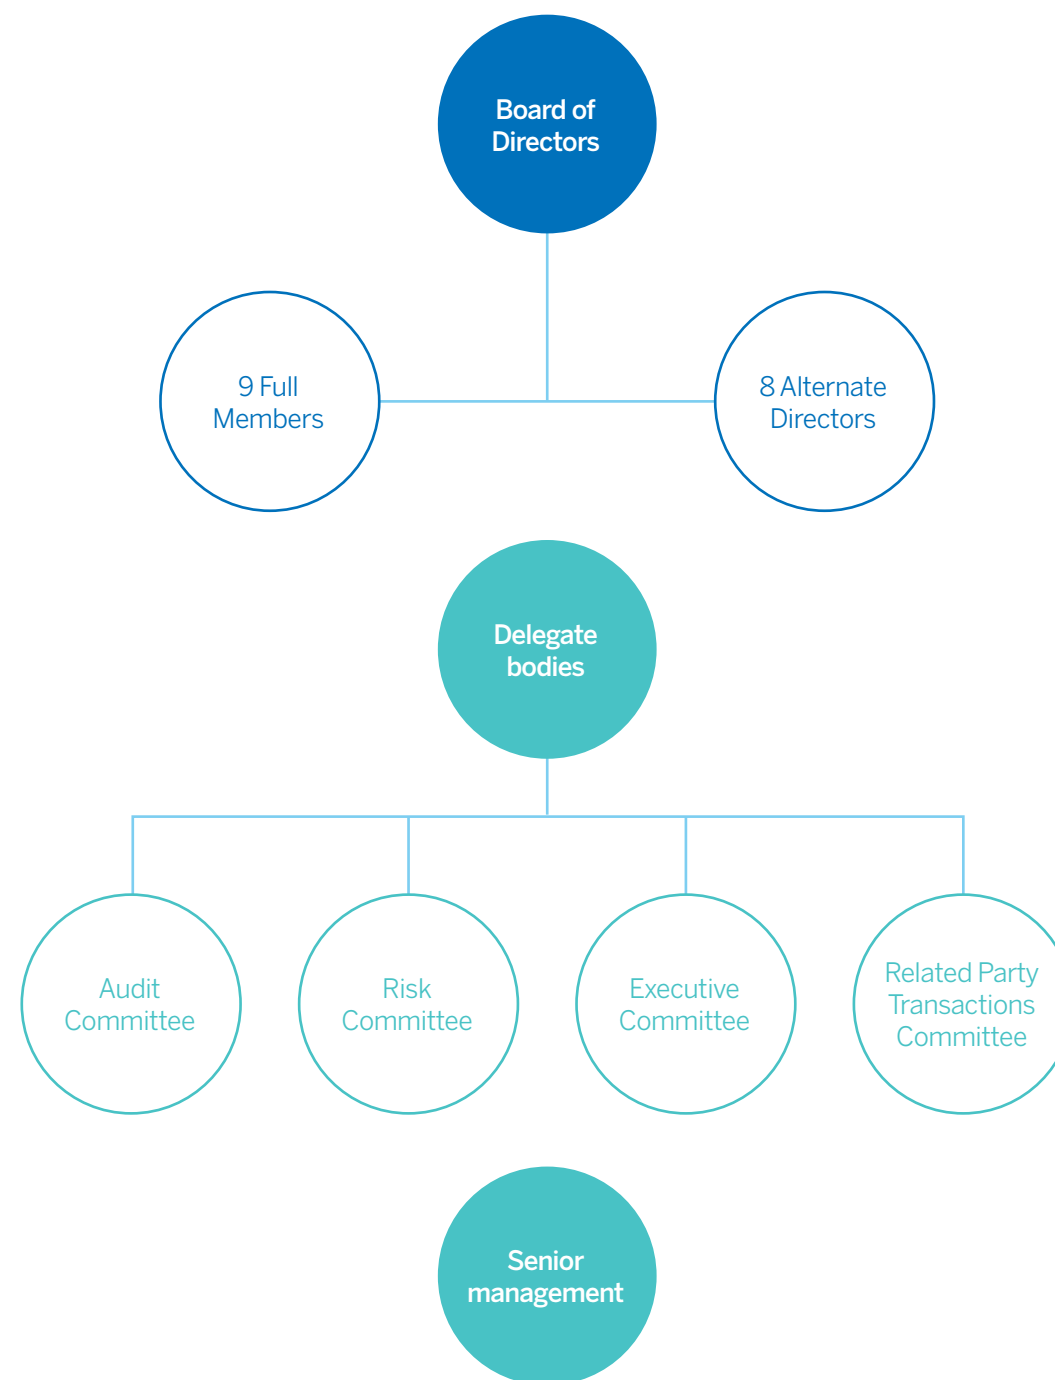 Board of
Directors
9 Full
Members
8 Alternate
Directors
Delegate
bodies
Audit
Committee
Risk
Committee
Executive
Committee
Related Party
Transactions
Committee
Senior
management